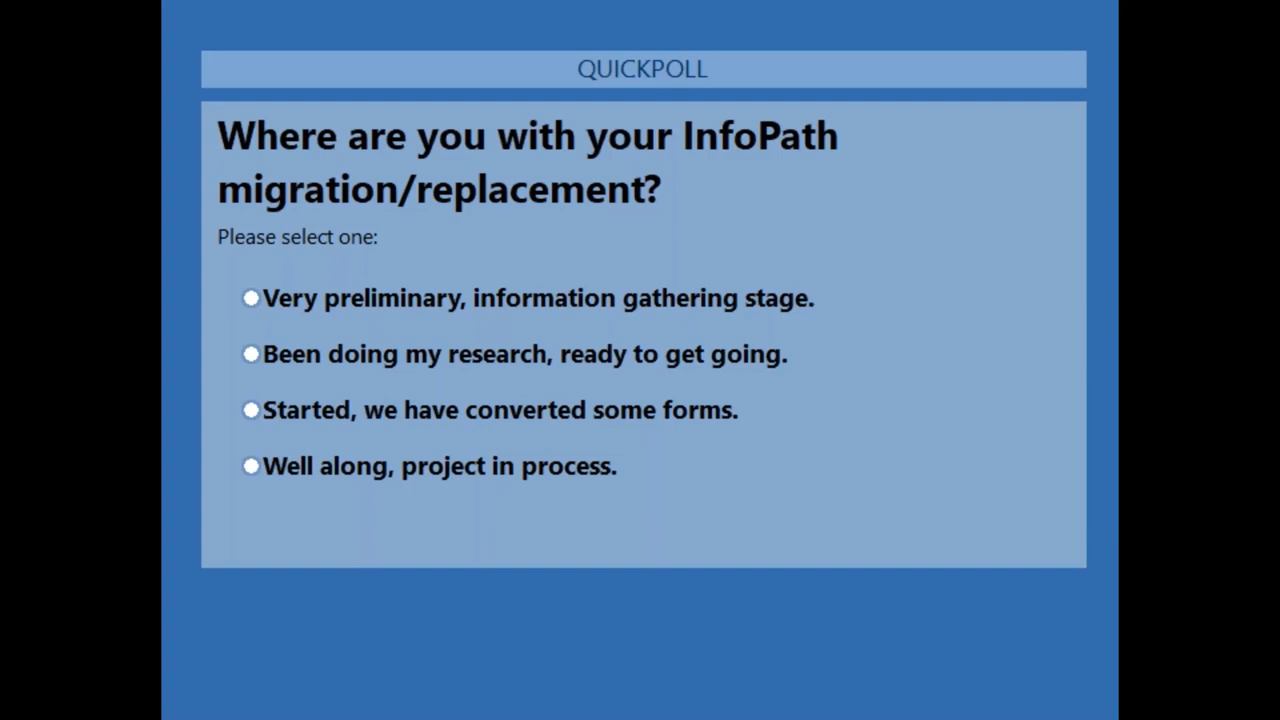 QUICKPOLL
Where are you with your InfoPath
migration/replacement?
Please select one:
Very preliminary, information gathering stage.
Been doing my research, ready to get going.
Started, we have converted some forms.
Well along, project in process.